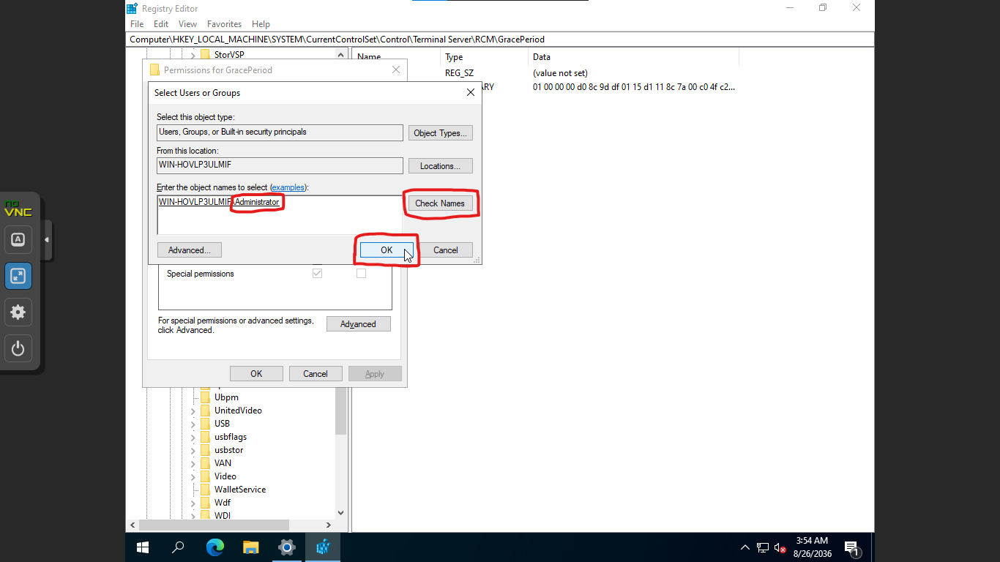 Registry Editor
File Edit View Favorites Help
Computer\HKEY_LOCAL_MACHINE\SYSTEM\CurrentControlSet\Control\Terminal Server\RCM\GracePeriod
StorVSP
Name Type Data
Permissions for GracePeriod
REG_SZ (value not set)
ARY 01 00 00 00 d0 8c 9d df 01 15 d1 11 8c 7a 00 c0 4f c2...
Select Users or Groups
Select this object type:
Users, Groups, or Built-in security principals
Object Types...
From this location:
WIN-HOVLP3ULMIF
Locations...
Enter the object names to select (examples):
WIN-HOVLP3ULMIF\Administrator
Check Names
Advanced...
OK
Cancel
Special permissions
For special permissions or advanced settings,
click Advanced.
Advanced
OK
Cancel
Apply
Ubpm
UnitedVideo
USB
usbflags
usbstor
VAN
Video
WalletService
Wdf
WDI
no
VNC
A
3:54 AM
8/26/2036
1